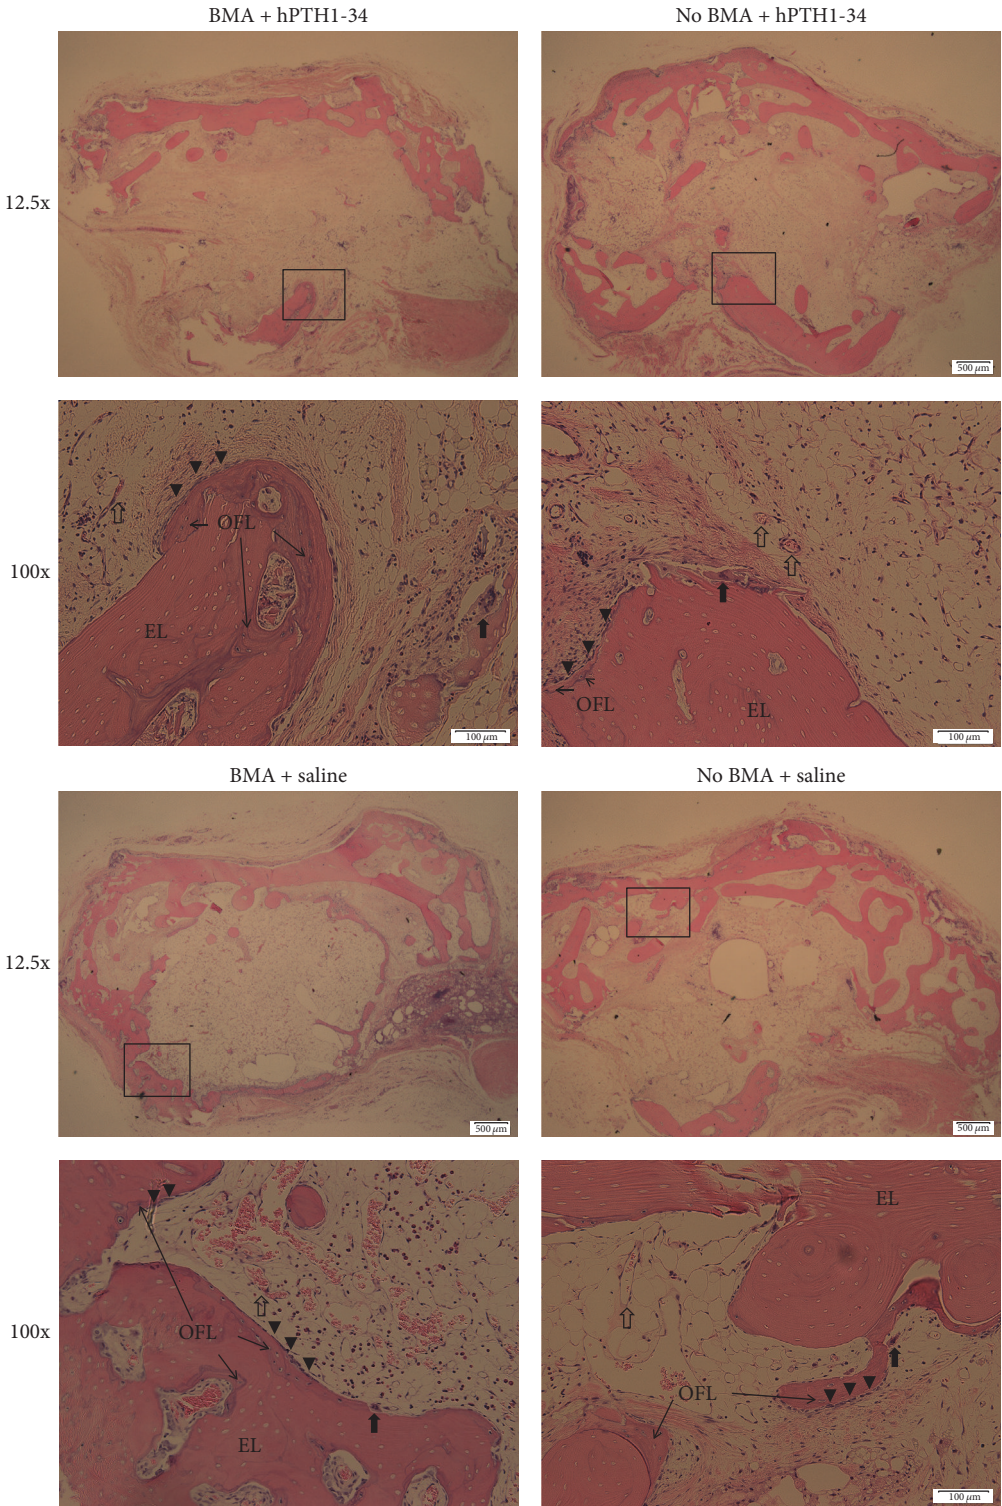 BMA + hPTH1-34
No BMA + hPTH1-34
12.5x
500 µm
100x
OFL
EL
100 µm
OFL
EL
100 µm
BMA + saline
No BMA + saline
12.5x
500 µm
500 µm
100x
OFL
EL
EL
OFL
100 µm